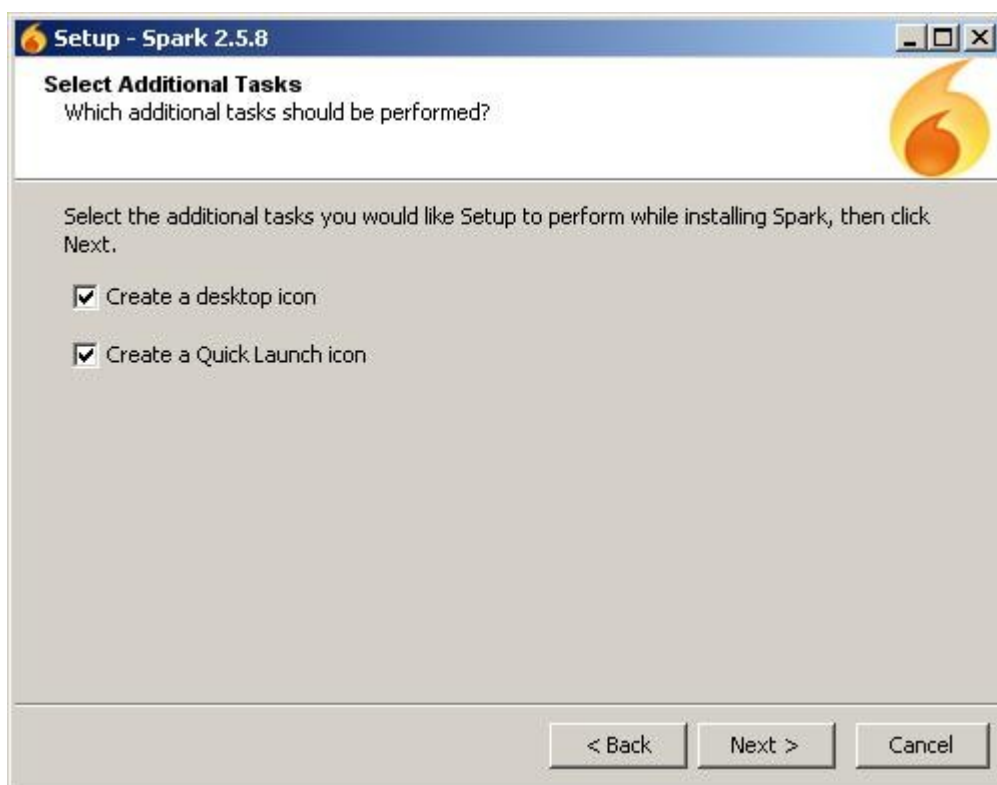 Setup - Spark 2.5.8
Select Additional Tasks
Which additional tasks should be performed?
Select the additional tasks you would like Setup to perform while installing Spark, then click
Next.
Create a desktop icon
Create a Quick Launch icon
< Back
Next >
Cancel